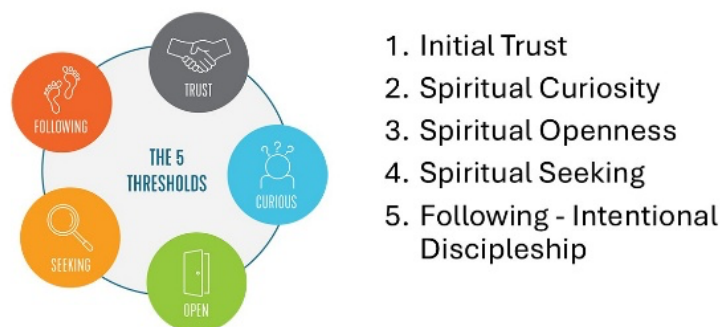 TRUST
FOLLOWING
THE 5
THRESHOLDS
? ? ?
CURIOUS
SEEKING
OPEN
1. Initial Trust
2. Spiritual Curiosity
3. Spiritual Openness
4. Spiritual Seeking
5. Following - Intentional
Discipleship